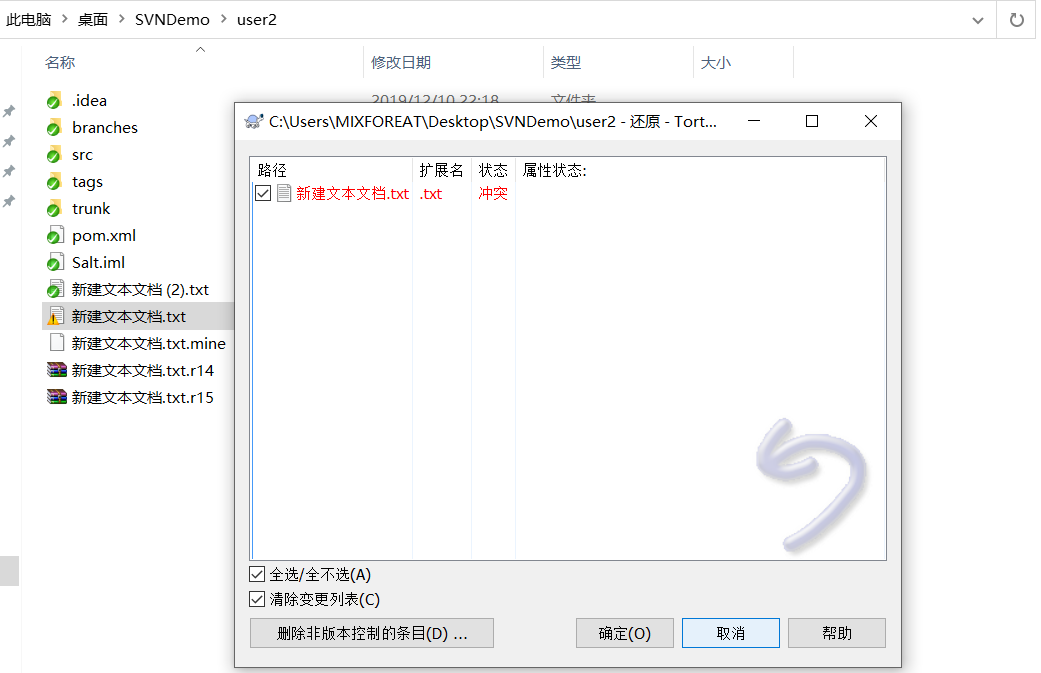 此电脑 > 桌面 > SVNDemo > user2
名称 修改日期 类型 大小
.idea 2019/12/10 22:18 文件夹
branches
src
tags
trunk
pom.xml
Salt.iml
新建文本文档 (2).txt
新建文本文档.txt
新建文本文档.txt.mine
新建文本文档.txt.r14
新建文本文档.txt.r15
C:\Users\MIXFOREAT\Desktop\SVNDemo\user2 - 还原 - Tort...
路径 扩展名 状态 属性状态:
新建文本文档.txt .txt 冲突
全选/全不选(A)
清除变更列表(C)
删除非版本控制的条目(D) ... 确定(O) 取消 帮助